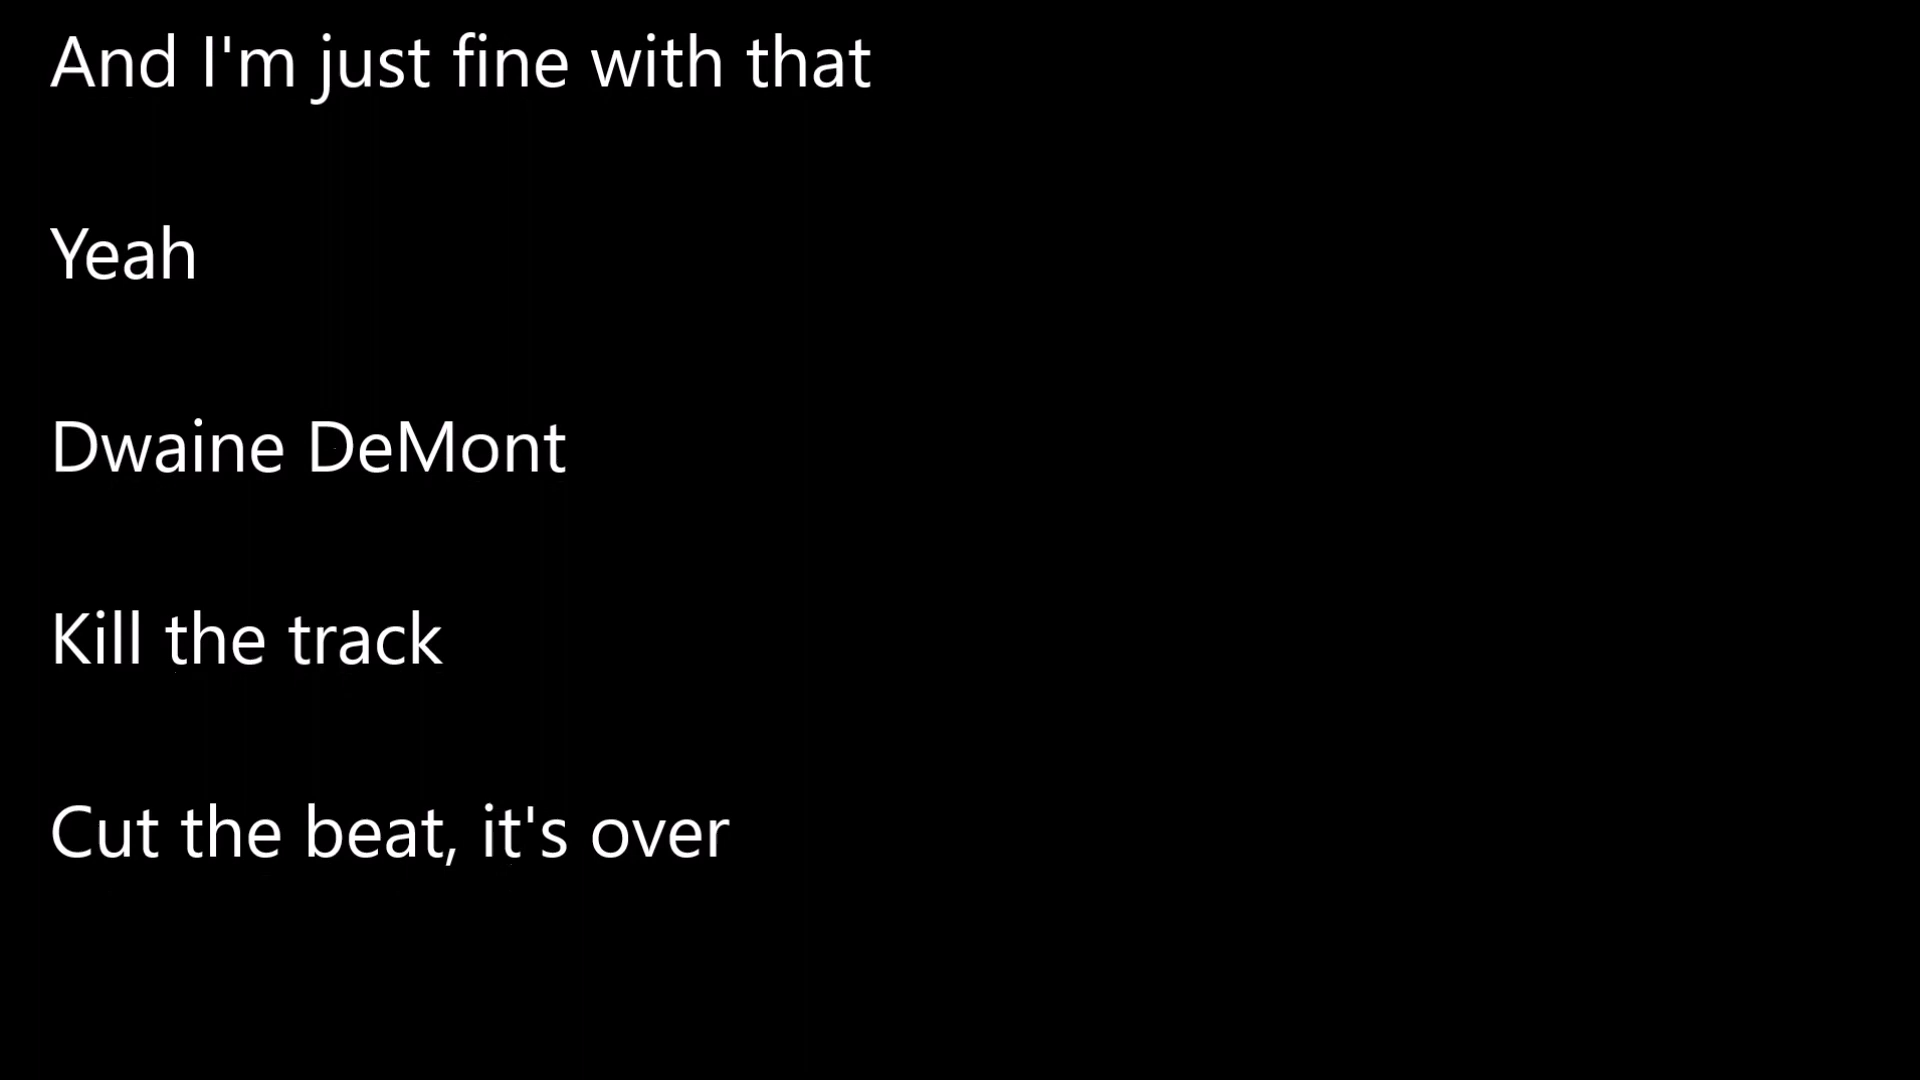 And I'm just fine with that
Yeah
Dwaine DeMont
Kill the track
Cut the beat, it's over